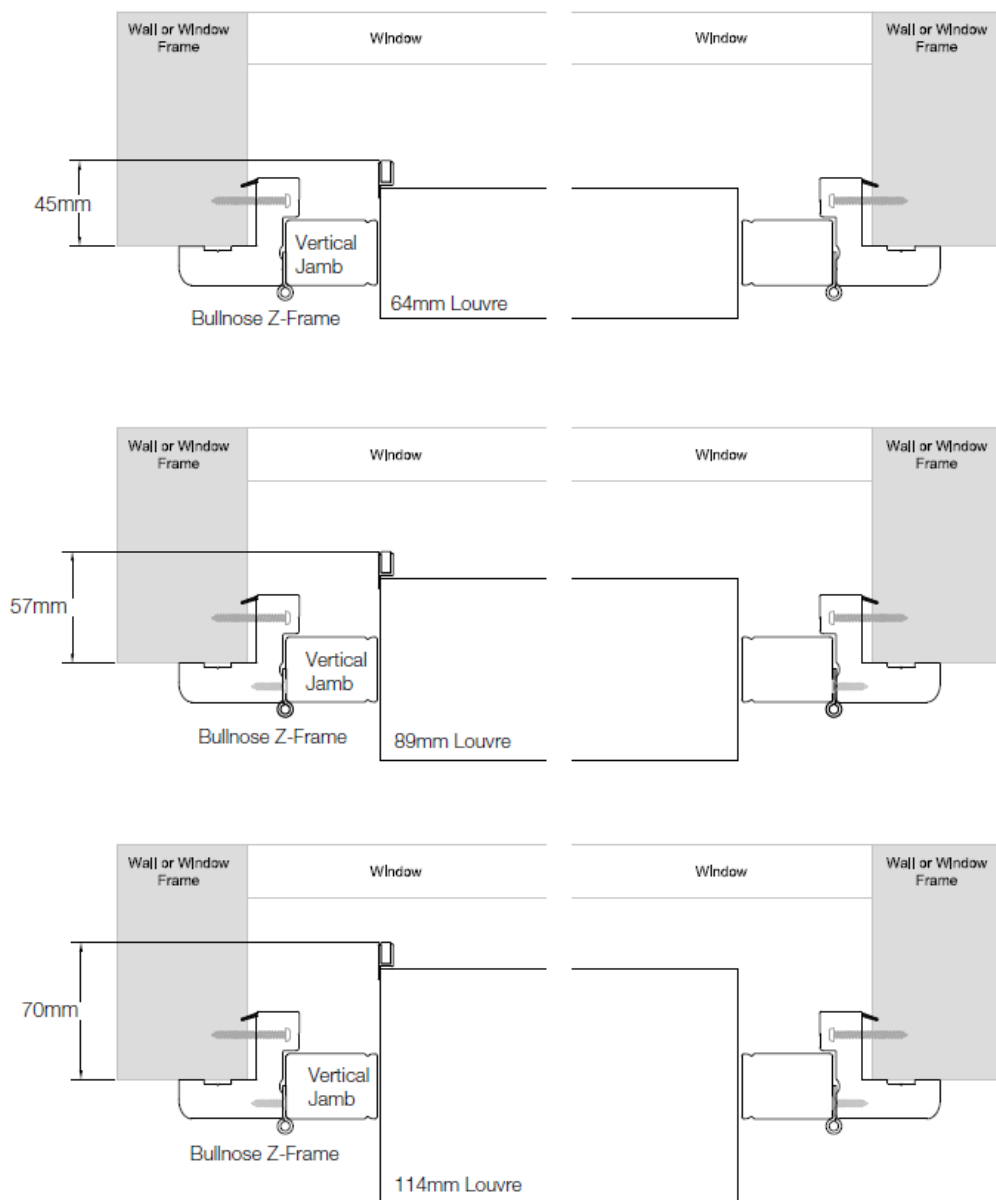 Wall or Window
Frame
Window
Window
Wall or Window
Frame
45mm
Vertical
Jamb
Bullnose Z-Frame
64mm Louvre
Wall or Window
Frame
Window
Window
Wall or Window
Frame
57mm
Vertical
Jamb
Bullnose Z-Frame
89mm Louvre
Wall or Window
Frame
Window
Window
Wall or Window
Frame
70mm
Vertical
Jamb
Bullnose Z-Frame
114mm Louvre